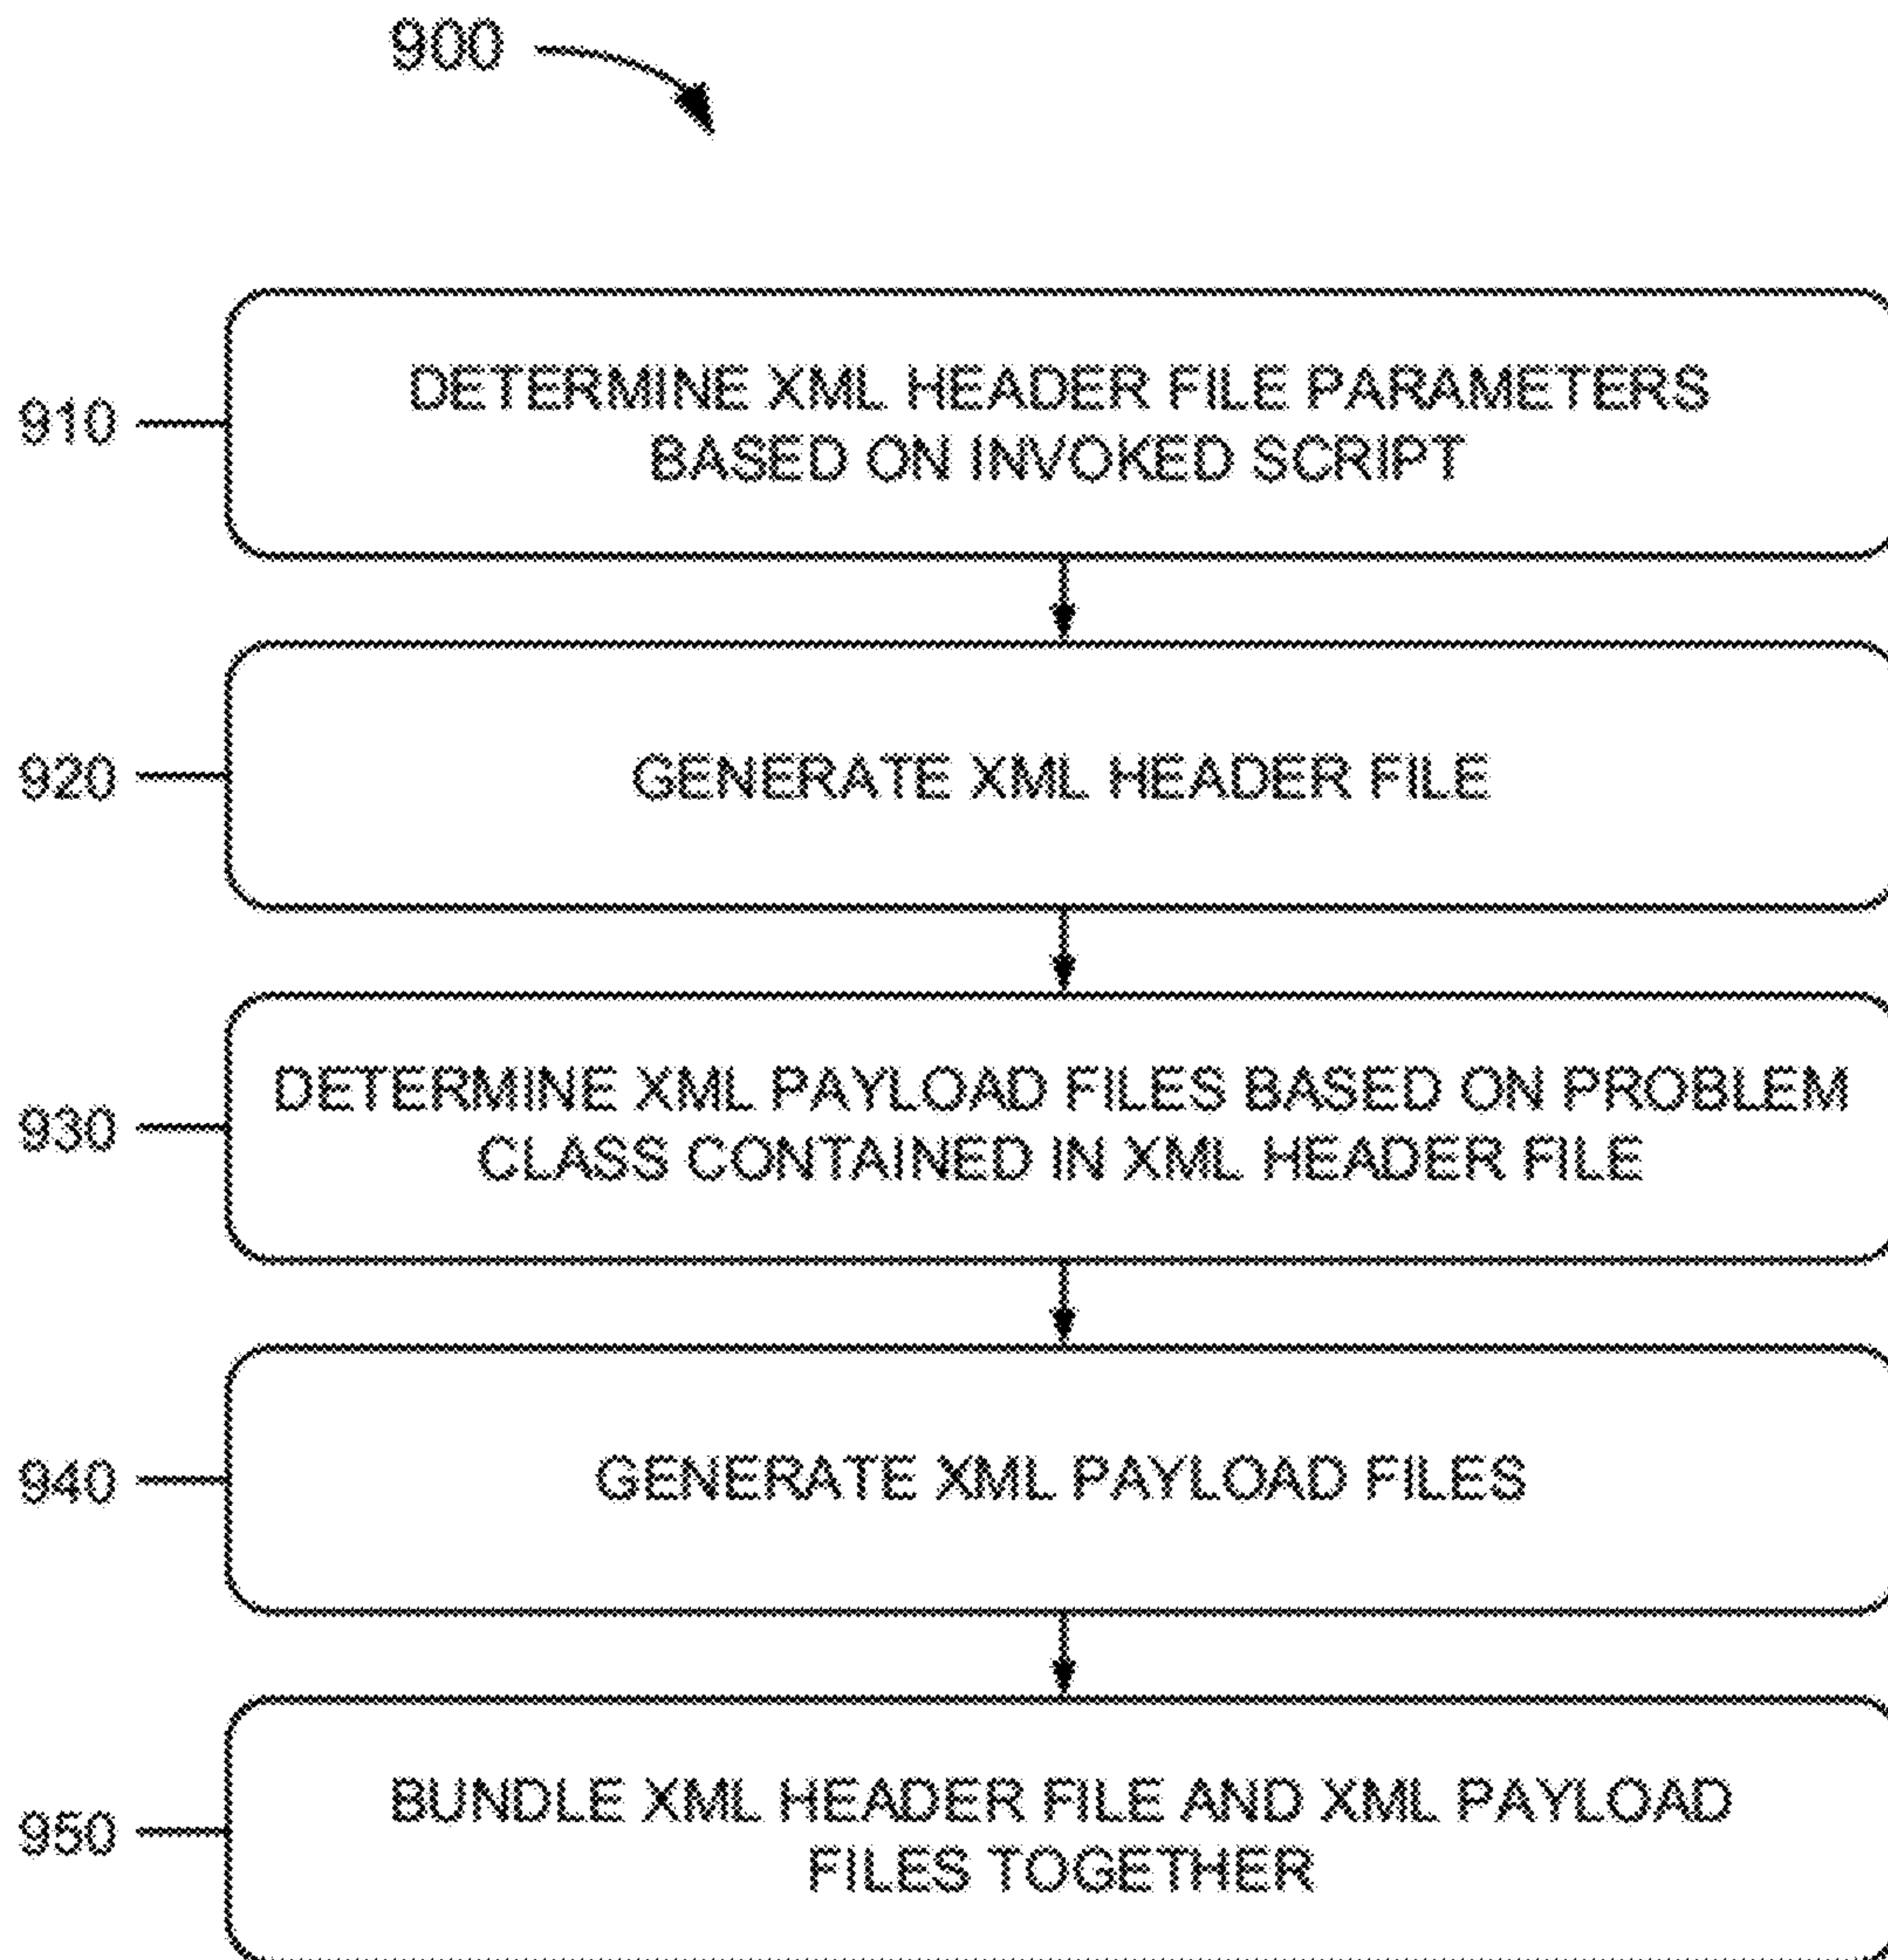 900
910
DETERMINE XML HEADER FILE PARAMETERS
BASED ON INVOKED SCRIPT
920
GENERATE XML HEADER FILE
930
DETERMINE XML PAYLOAD FILES BASED ON PROBLEM
CLASS CONTAINED IN XML HEADER FILE
940
GENERATE XML PAYLOAD FILES
950
BUNDLE XML HEADER FILE AND XML PAYLOAD
FILES TOGETHER